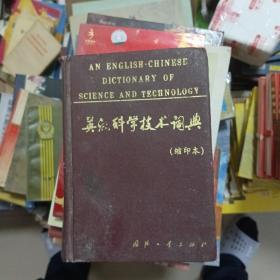 AN ENGLISH-CHINESE
DICTIONARY OF
SCIENCE AND TECHNOLOGY
英汉科学技术词典
(缩印本)
国防工业出版社